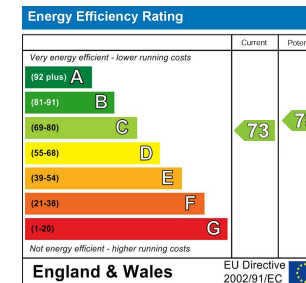 Energy Efficiency Rating
Current
Very energy efficient - lower running costs
(92 plus) A
(81-91) B
(69-80) C
73
(55-68) D
(39-54) E
(21-38) F
(1-20) G
Not energy efficient - higher running costs
England & Wales
EU Directive
2002/91/EC